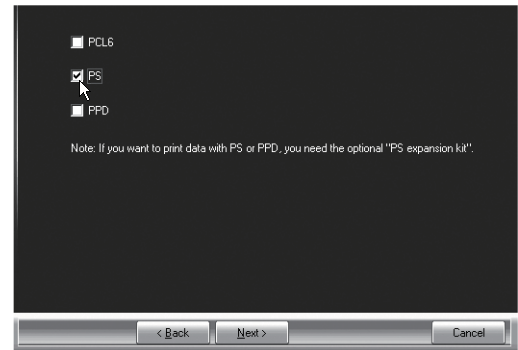 PCL6
PS
PPD
Note: If you want to print data with PS or PPD, you need the optional "PS expansion kit".
< Back
Next >
Cancel